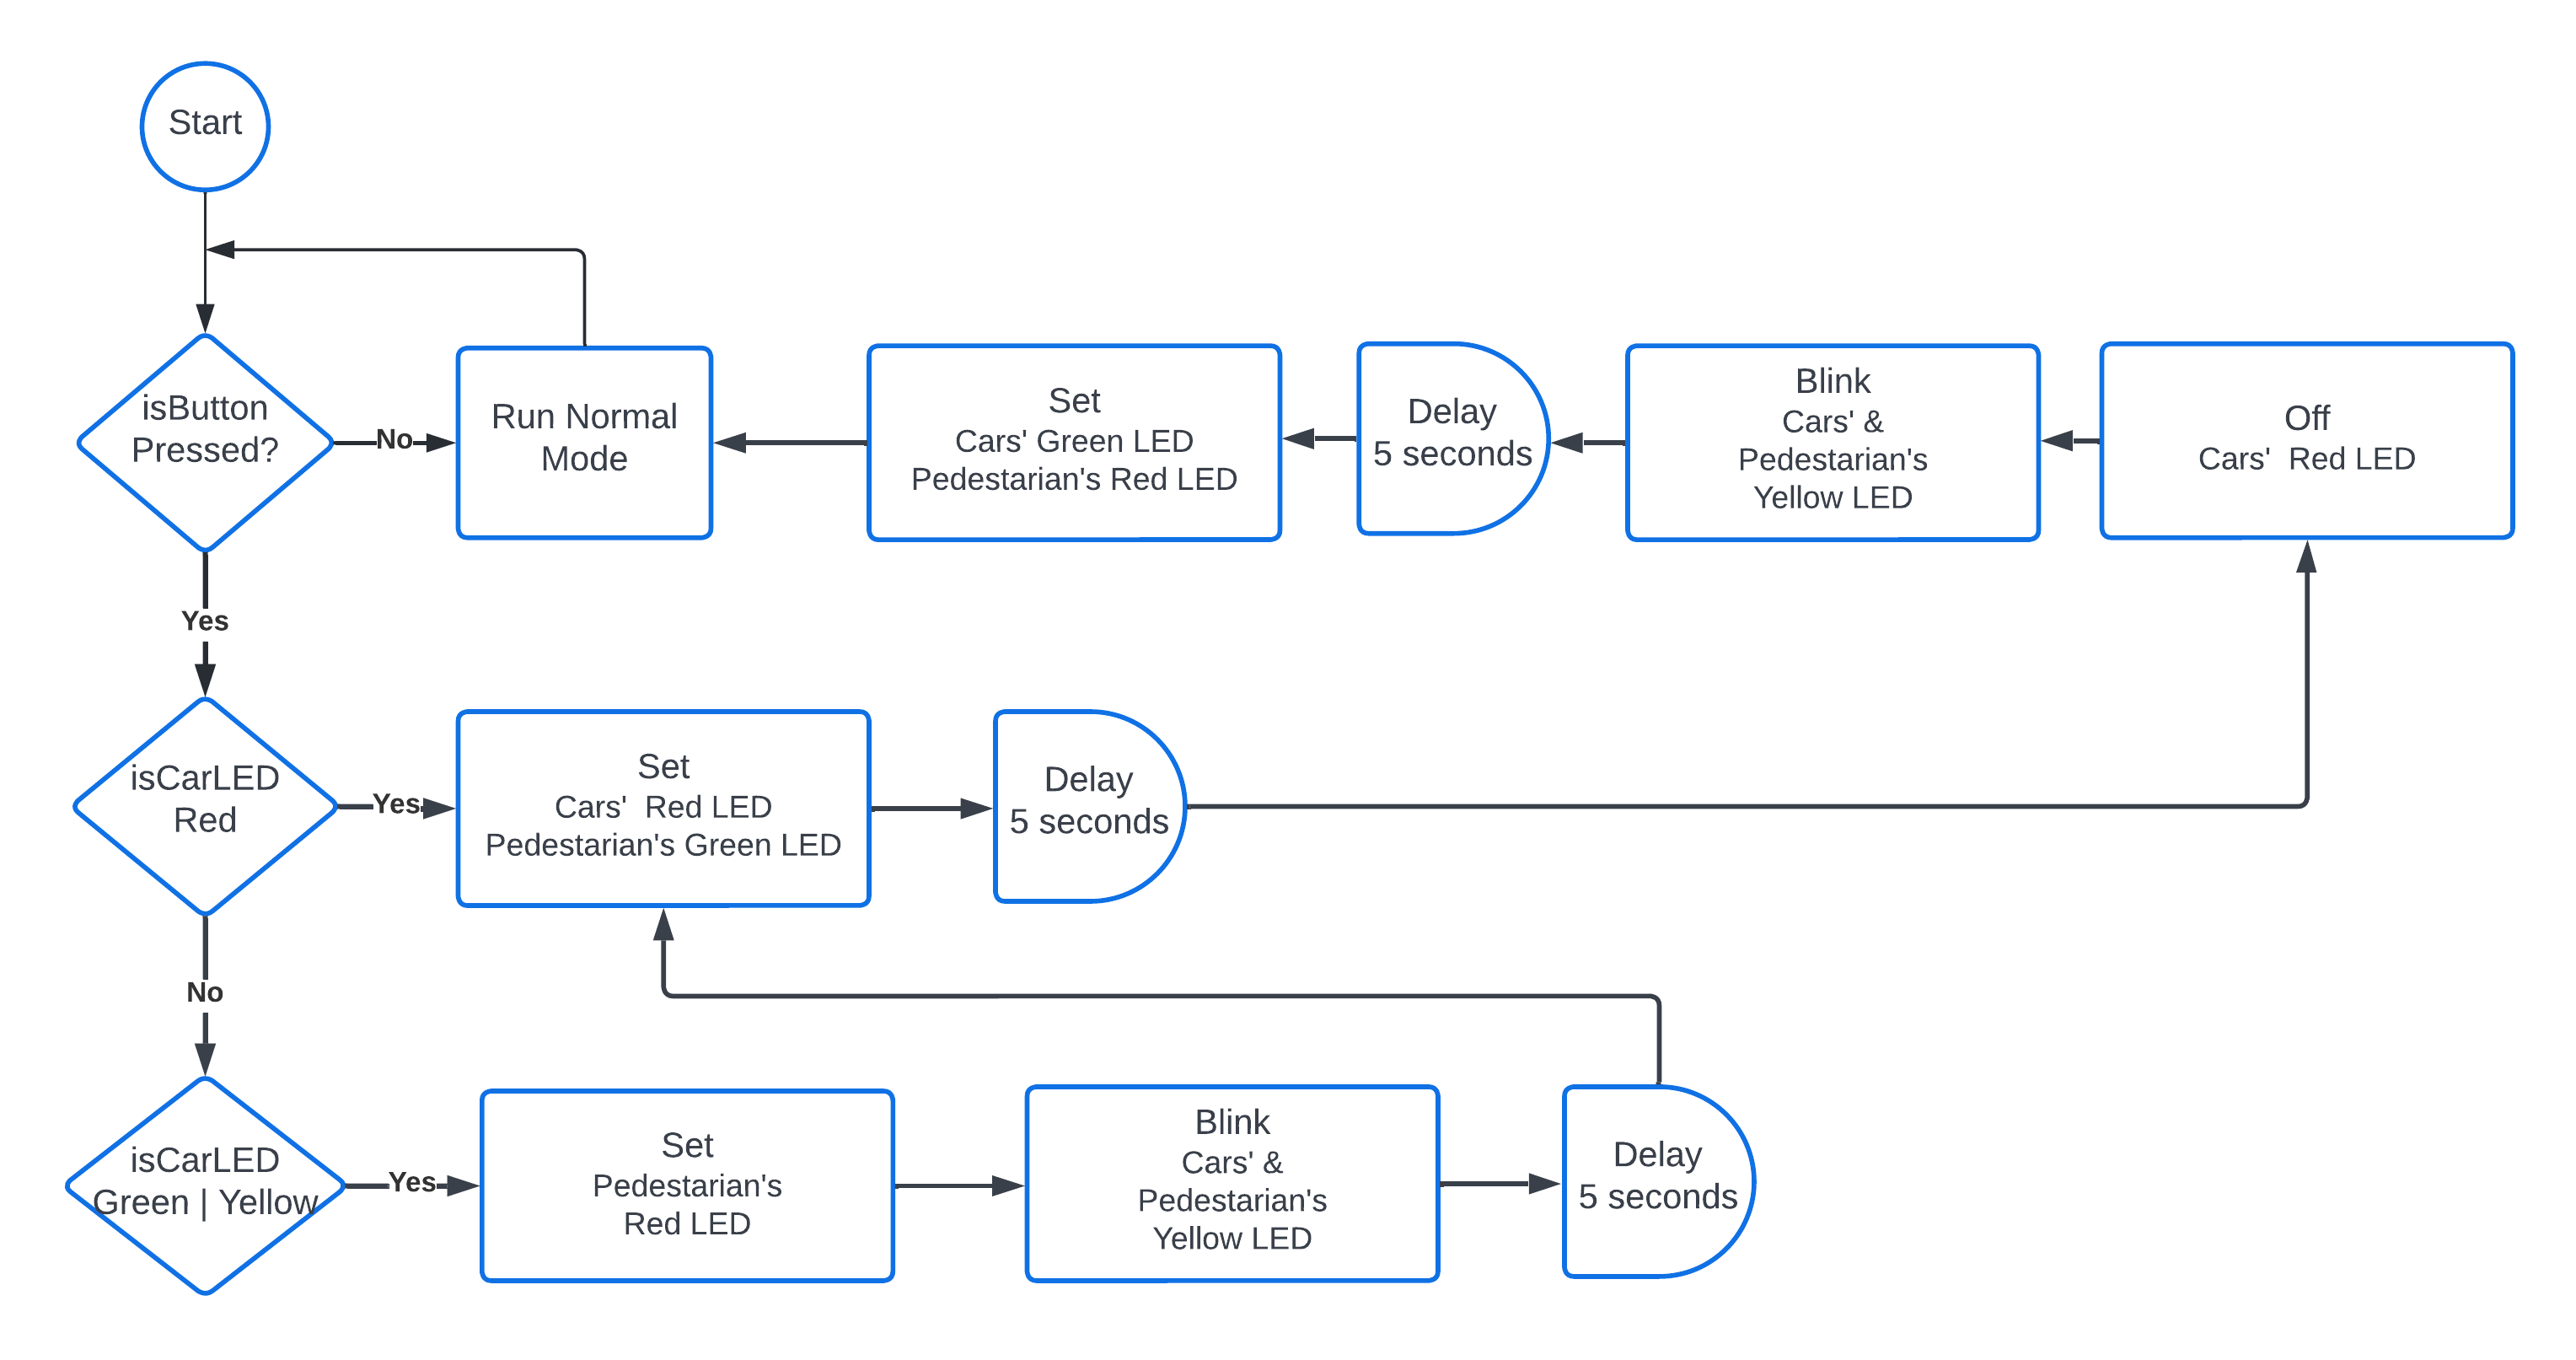 Start
isButton
Pressed?
No
Run Normal
Mode
Set
Cars' Green LED
Pedestarian's Red LED
Delay
5 seconds
Blink
Cars' &
Pedestarian's
Yellow LED
Off
Cars'  Red LED
Yes
isCarLED
Red
Yes
Set
Cars'  Red LED
Pedestarian's Green LED
Delay
5 seconds
No
isCarLED
Green | Yellow
Yes
Set
Pedestarian's
Red LED
Blink
Cars' &
Pedestarian's
Yellow LED
Delay
5 seconds